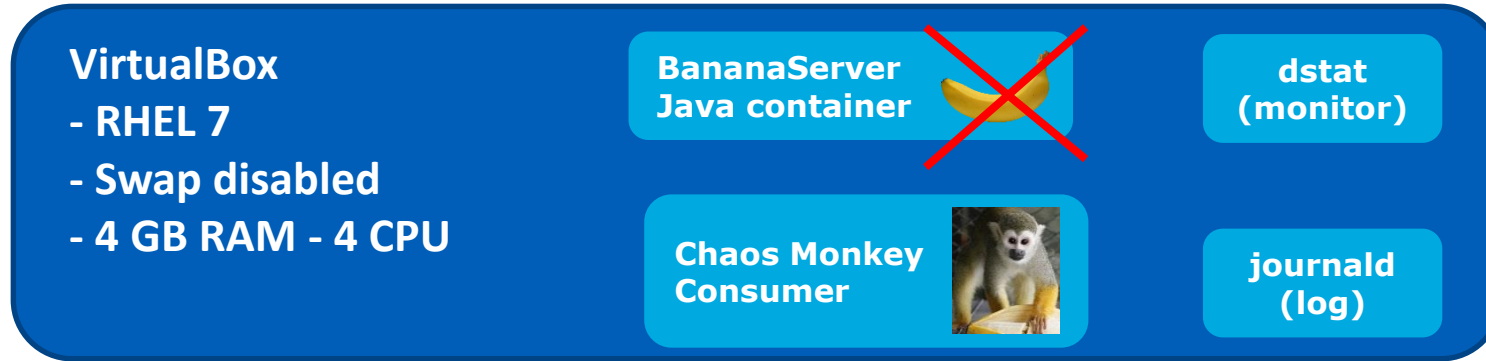 VirtualBox
- RHEL 7
- Swap disabled
- 4 GB RAM - 4 CPU
BananaServer
Java container
Chaos Monkey
Consumer
dstat
(monitor)
journald
(log)